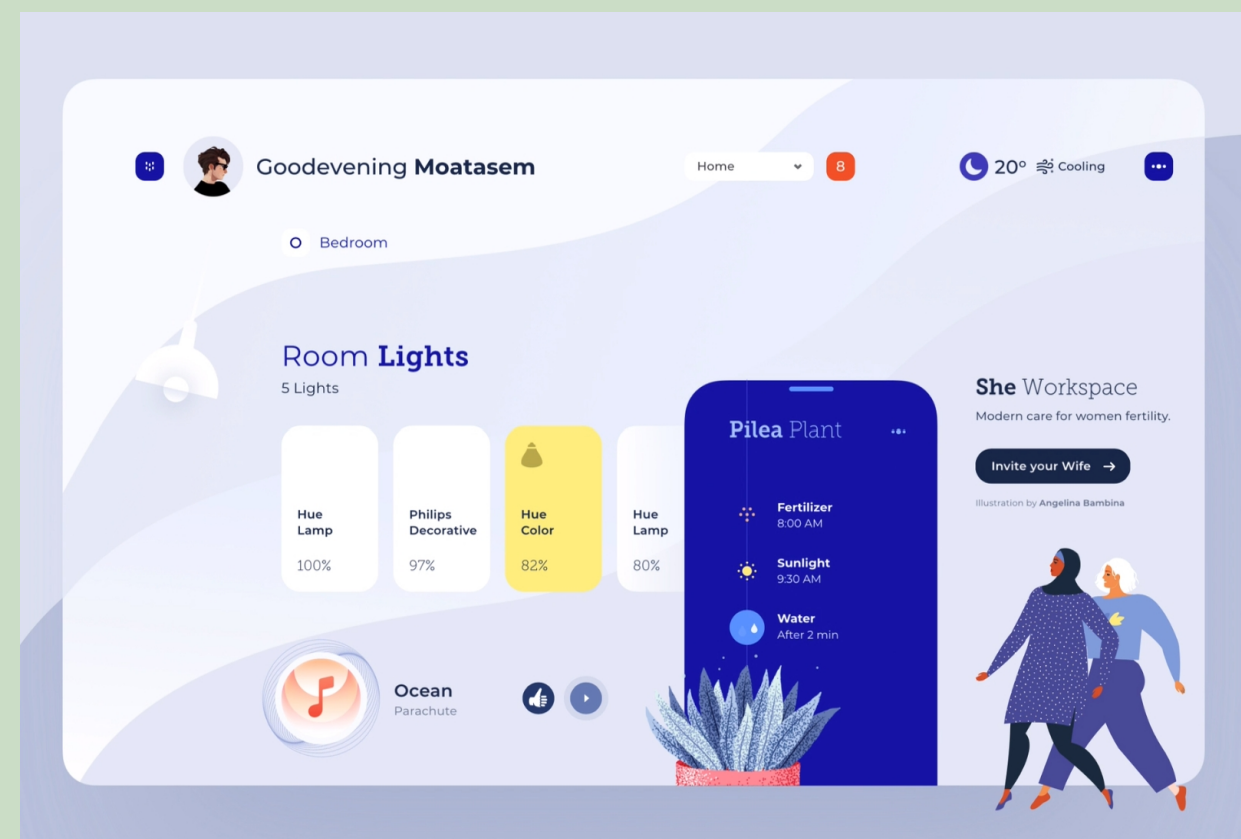 Goodevening Moatasem
Home
8
20° Cooling
Bedroom
Room Lights
5 Lights
Hue
Lamp
100%
Philips
Decorative
97%
Hue
Color
82%
Hue
Lamp
80%
Ocean
Parachute
Pilea Plant
Fertilizer
8:00 AM
Sunlight
9:30 AM
Water
After 2 min
She Workspace
Modern care for women fertility.
Invite your Wife →
Illustration by Angelina Bambina